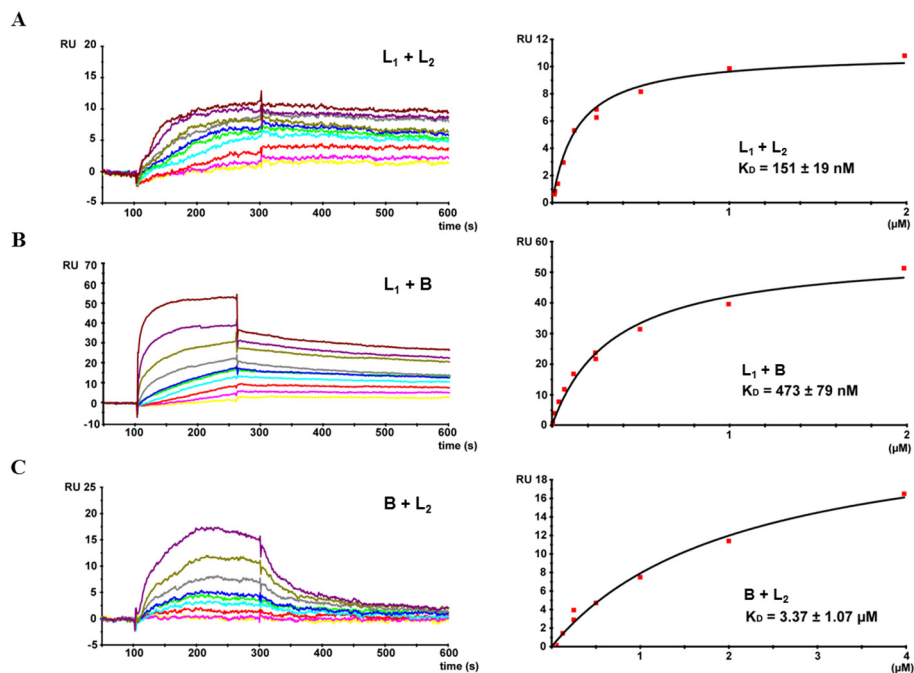 A
RU 20
15
10
5
0
-5
100 200 300 400 500 600
time (s)
L1 + L2
RU 12
10
8
6
4
2
0
1 2
(μM)
L1 + L2
KD = 151 ± 19 nM
B
RU 70
60
50
40
30
20
10
0
-10
100 200 300 400 500 600
time (s)
L1 + B
RU 60
50
40
30
20
10
0
1 2
(μM)
L1 + B
KD = 473 ± 79 nM
C
RU 25
20
15
10
5
0
-5
100 200 300 400 500 600
time (s)
B + L2
RU 18
16
14
12
10
8
6
4
2
0
1 2 3 4
(μM)
B + L2
KD = 3.37 ± 1.07 μM